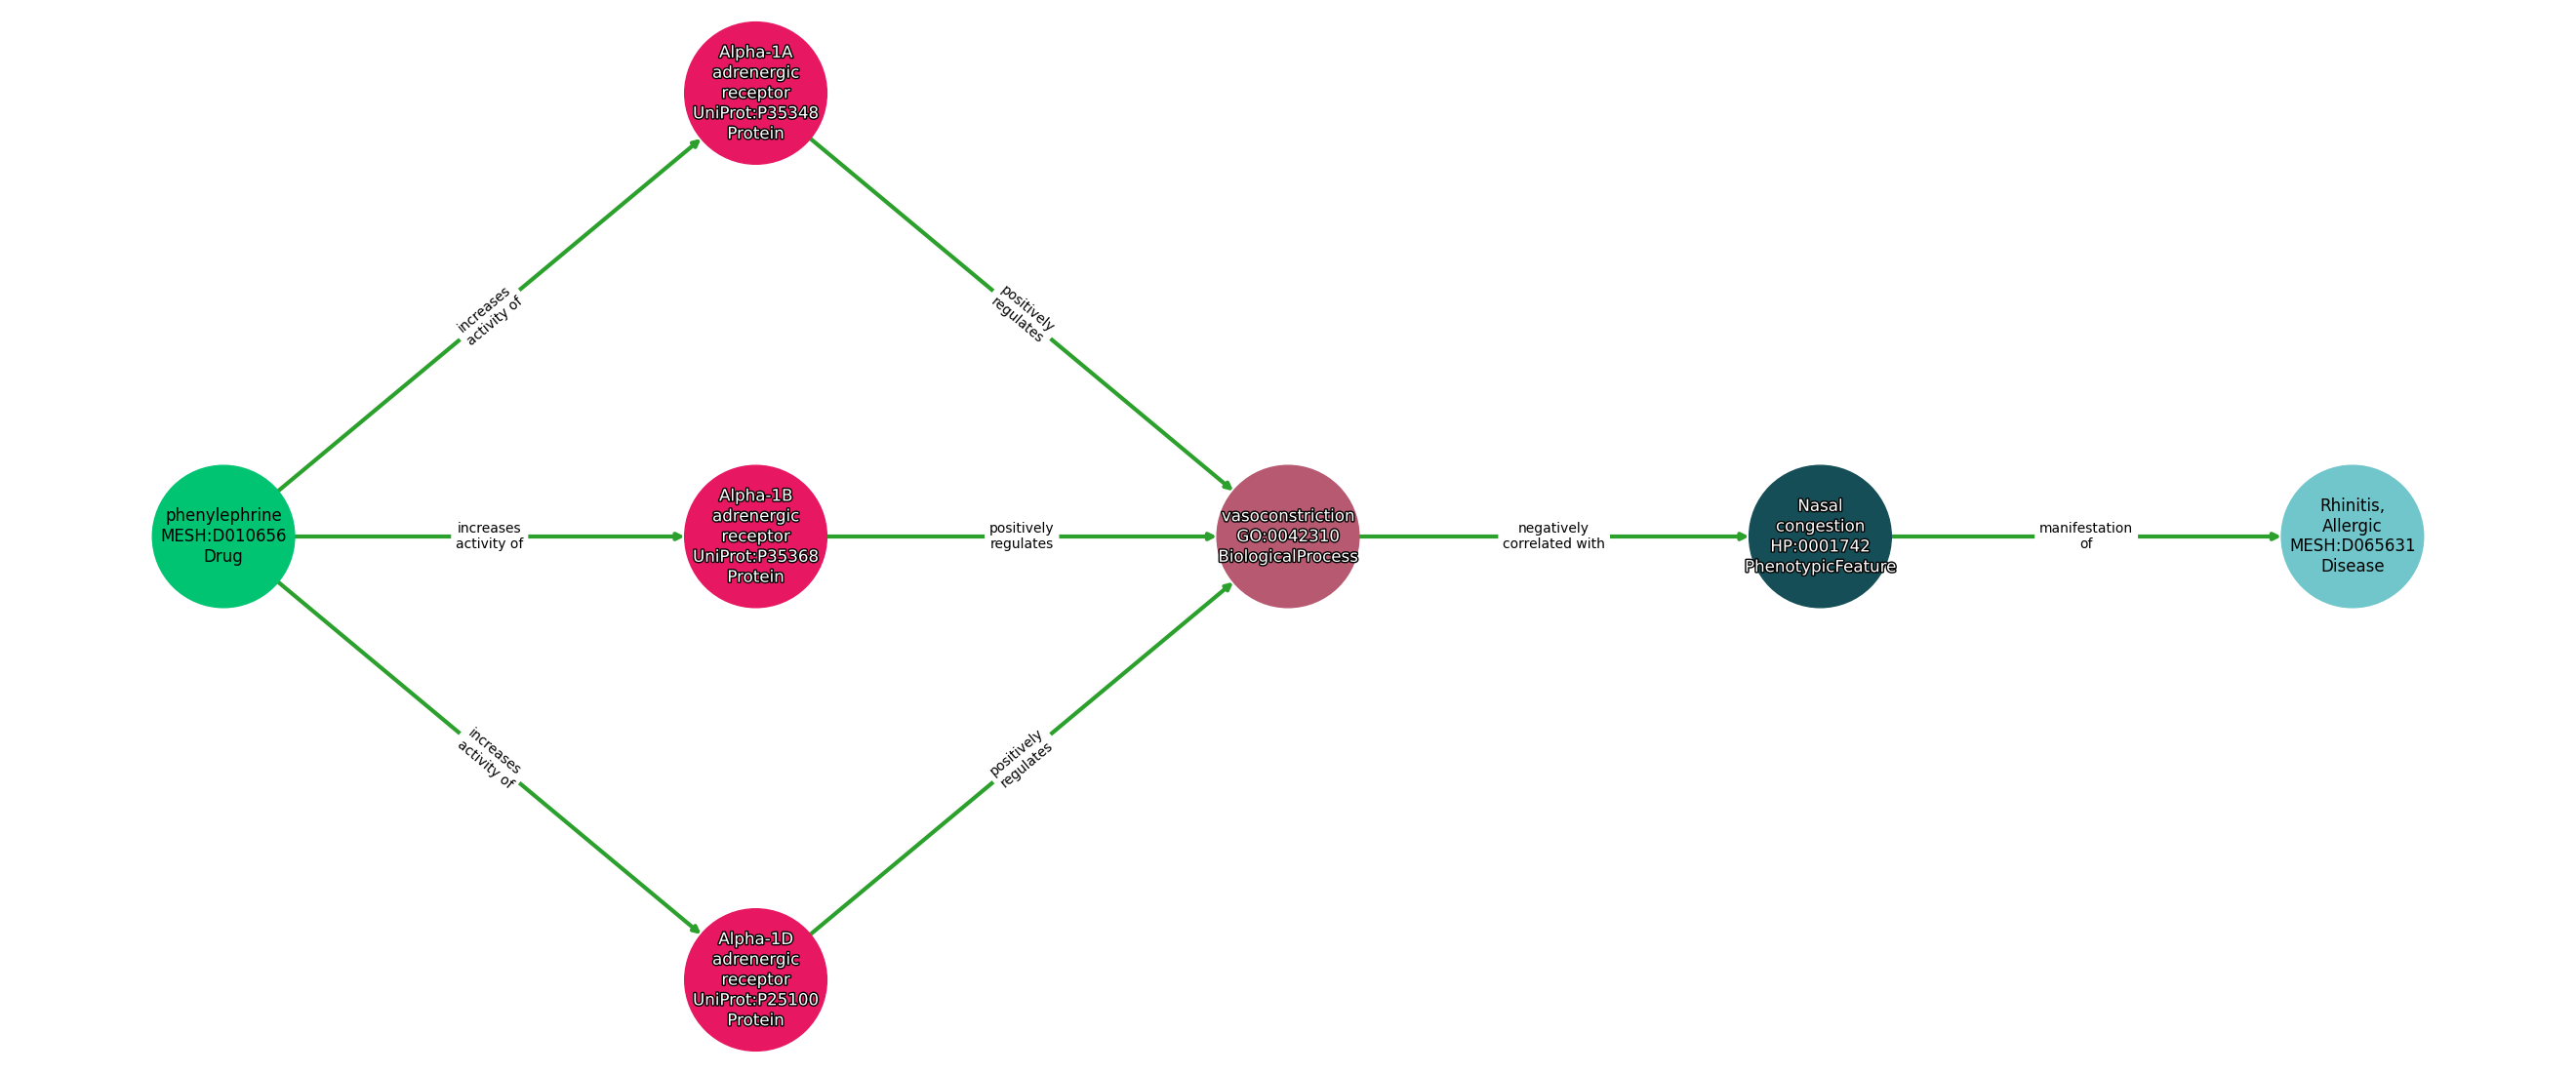 Alpha-1A
adrenergic
receptor
UniProt:P35348
Protein
increases
activity of
positively
regulates
phenylephrine
MESH:D010656
Drug
increases
activity of
Alpha-1B
adrenergic
receptor
UniProt:P35368
Protein
positively
regulates
vasoconstriction
GO:0042310
BiologicalProcess
negatively
correlated with
Nasal
congestion
HP:0001742
PhenotypicFeature
manifestation
of
Rhinitis,
Allergic
MESH:D065631
Disease
increases
activity of
positively
regulates
Alpha-1D
adrenergic
receptor
UniProt:P25100
Protein